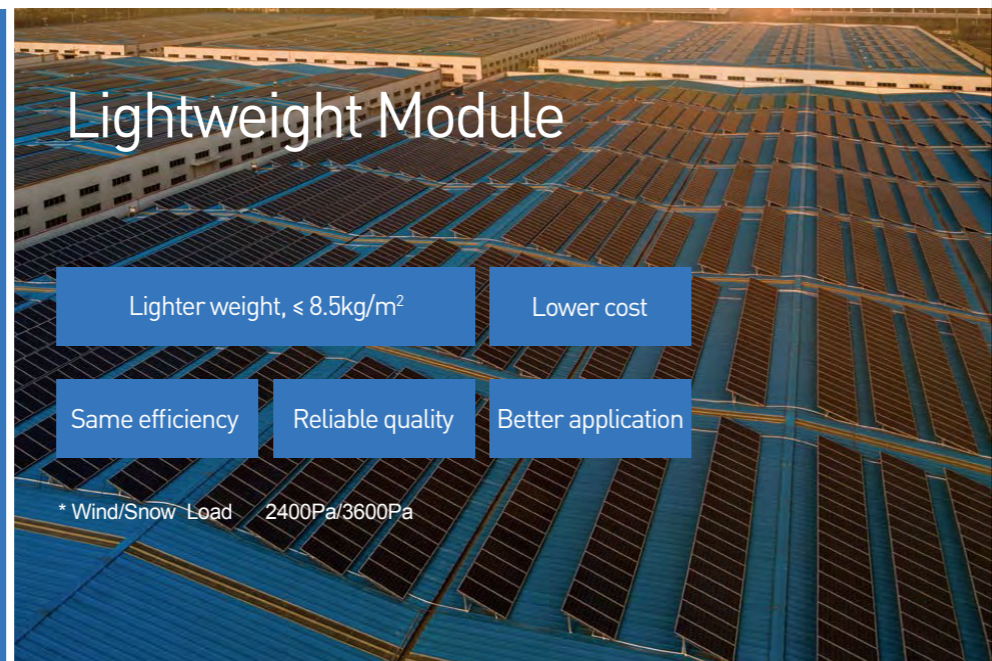 Lightweight Module
Lighter weight, ≤ 8.5kg/m²
Lower cost
Same efficiency
Reliable quality
Better application
* Wind/Snow Load 2400Pa/3600Pa